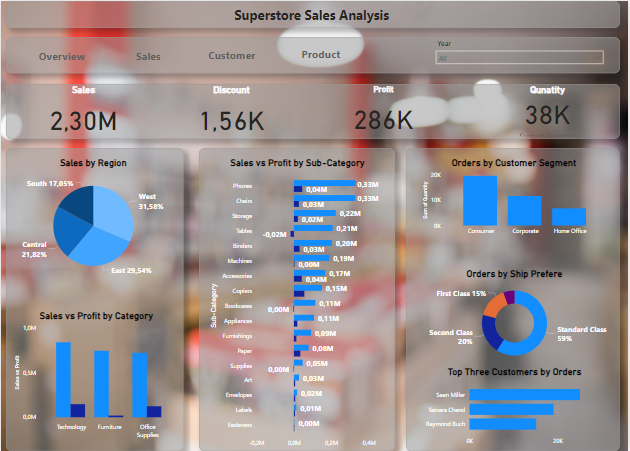 Superstore Sales Analysis
Overview Sales Customer Product
Year
All
Sales Discount Profit Qunatity
2,30M 1,56K 286K 38K
Sales by Region
South 17,05%
West
31,58%
Central
21,82%
East 29,54%
Sales vs Profit by Category
Sales vs Profit
1,0M
0,5M
0,0M
Technology Furniture Office
Supplies
Sales vs Profit by Sub-Category
Sub-Category
Phones 0,33M
0,04M
Chairs 0,33M
0,03M
Storage 0,22M
0,02M
Tables 0,21M
-0,02M
Binders 0,20M
0,03M
Machines 0,19M
0,00M
Accessories 0,17M
0,04M
Copiers 0,15M
Bookcases 0,11M
0,00M
Appliances 0,11M
Furnishings 0,09M
Paper 0,08M
Supplies 0,05M
0,00M
Art 0,03M
Envelopes 0,02M
Labels 0,01M
Fasteners 0,00M
-0,2M 0,0M 0,2M 0,4M
Orders by Customer Segment
Sum of Quantity
20K
10K
0K
Consumer Corporate Home Office
Orders by Ship Prefere
First Class 15%
Second Class
20%
Standard Class
59%
Top Three Customers by Orders
Sean Miller
Tamara Chand
Raymond Buch
0K 20K